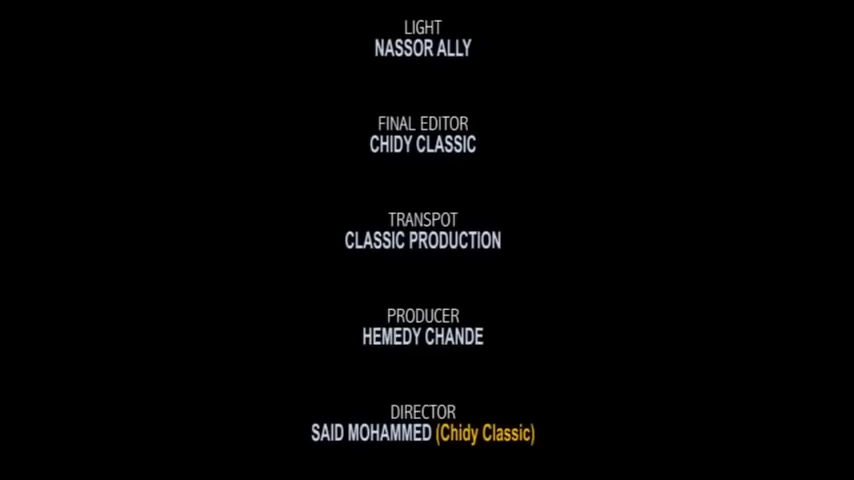 LIGHT
NASSOR ALLY
FINAL EDITOR
CHIDY CLASSIC
TRANSPOT
CLASSIC PRODUCTION
PRODUCER
HEMEDY CHANDE
DIRECTOR
SAID MOHAMMED (Chidy Classic)